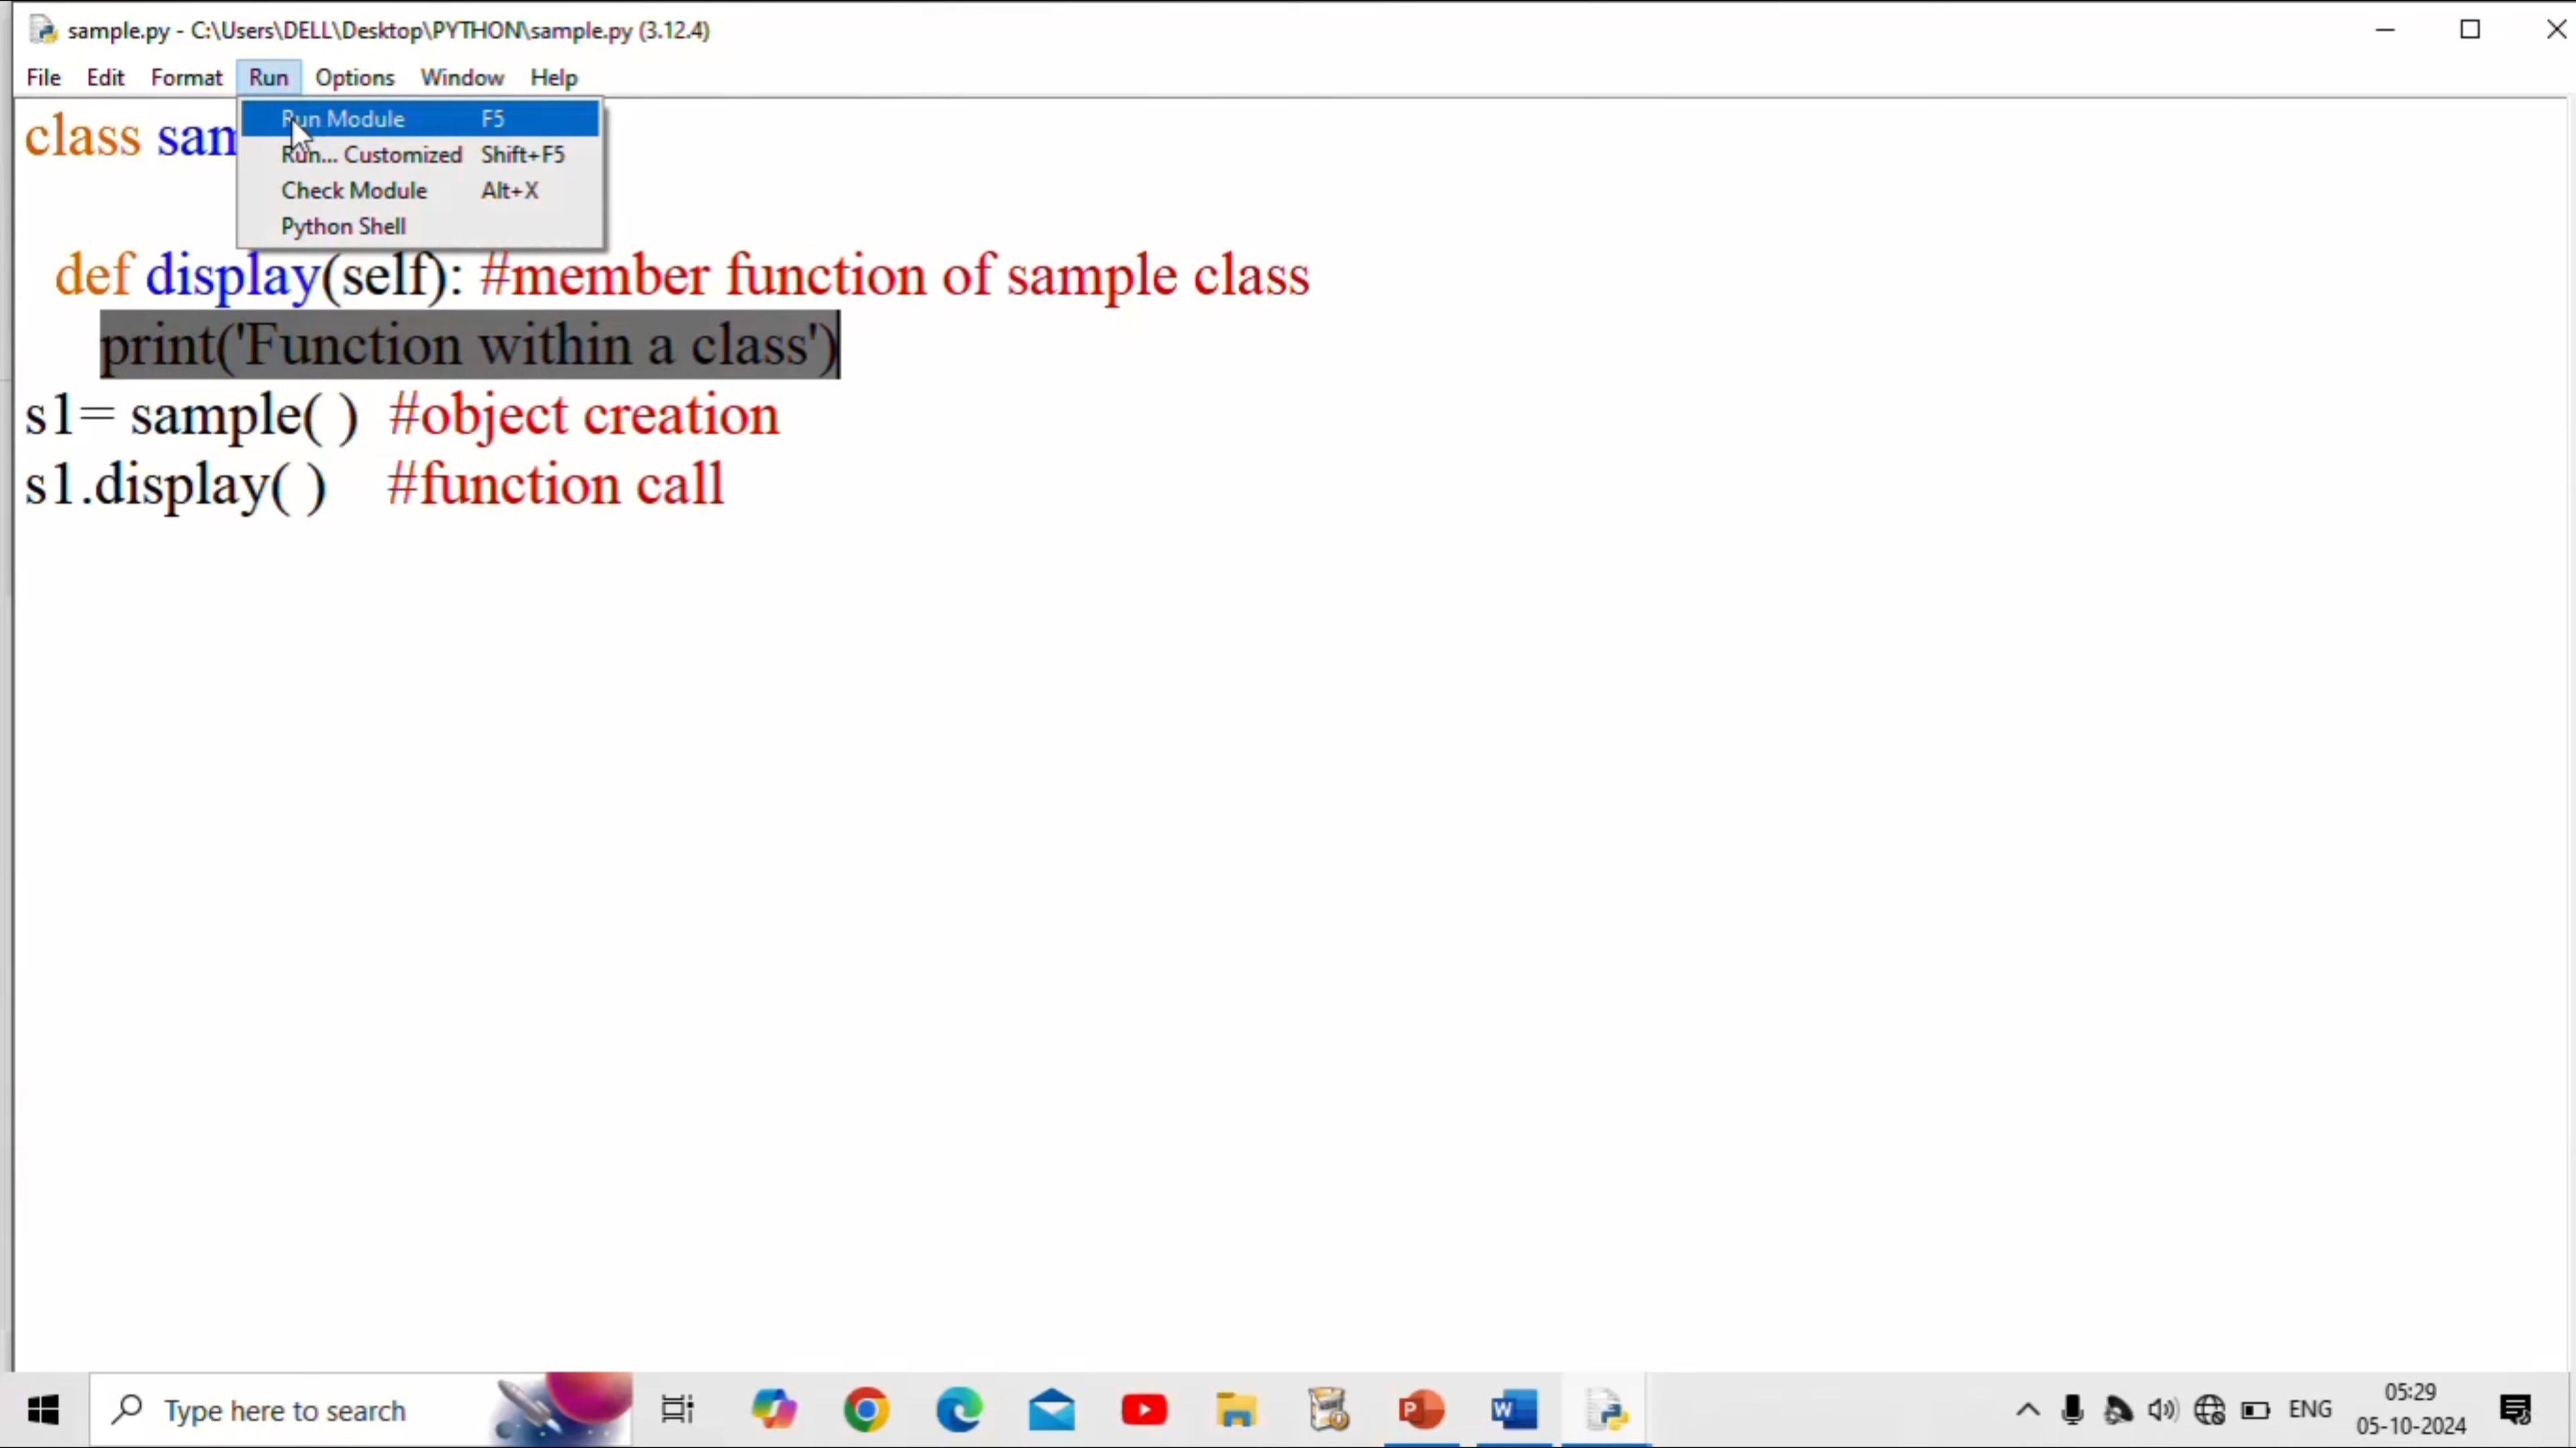 sample.py - C:\Users\DELL\Desktop\PYTHON\sample.py (3.12.4)
File Edit Format Run Options Window Help
Run Module F5
Run... Customized Shift+F5
Check Module Alt+X
Python Shell
class sam
def display(self): #member function of sample class
print('Function within a class')
s1= sample( ) #object creation
s1.display( ) #function call
Type here to search
ENG
05:29
05-10-2024